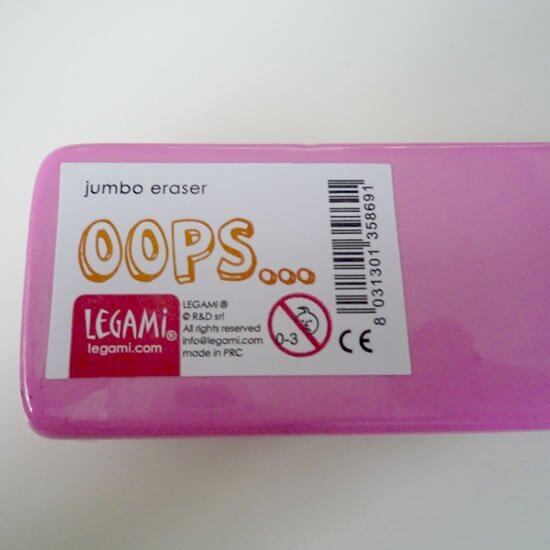 jumbo eraser
OOPS...
LEGAMI®
legami.com
LEGAMI ®
© R&D srl
All rights reserved
info@legami.com
made in PRC
0-3
CE
8 031301 358691